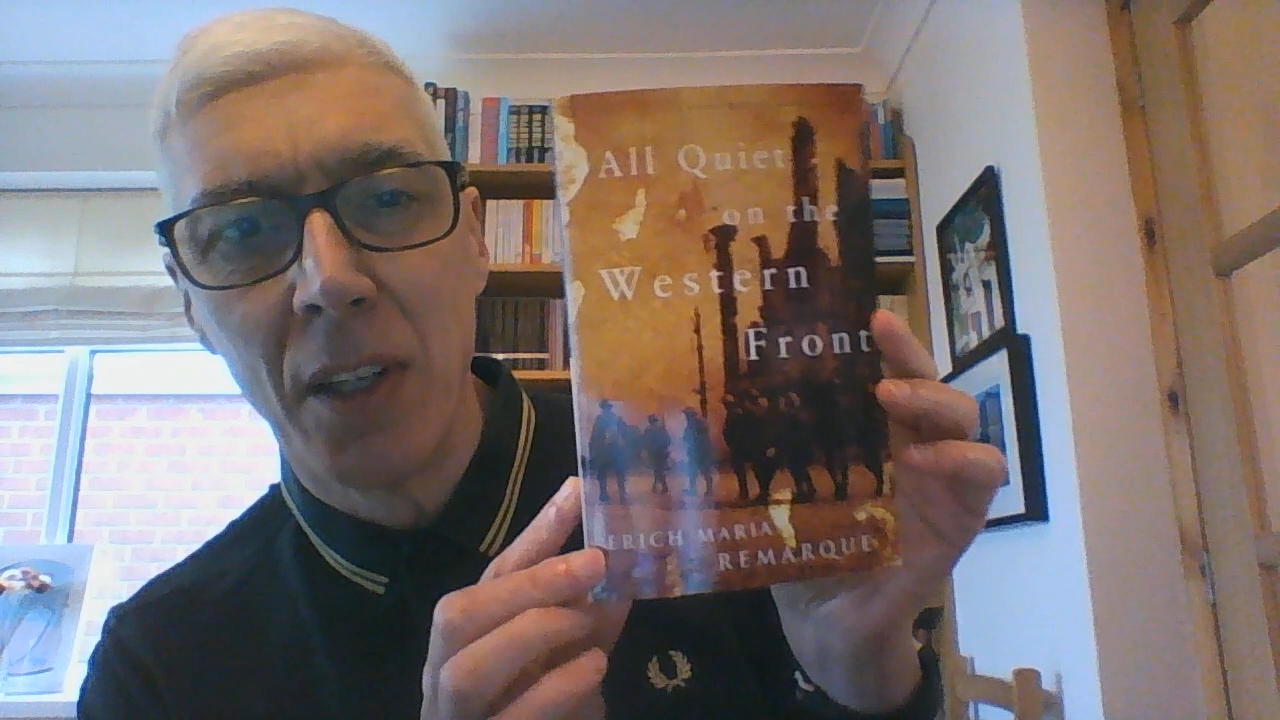 All Quiet
on the
Western
Front
ERICH MARIA
REMARQUE